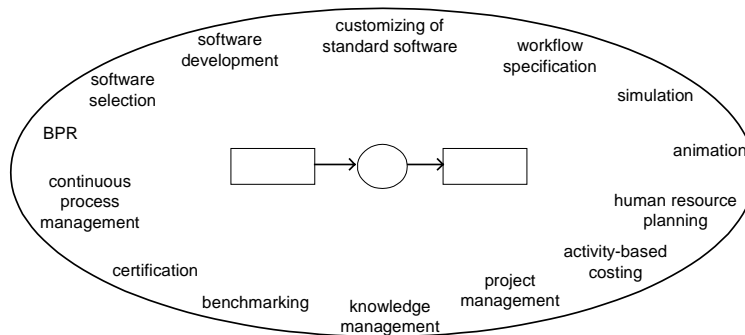 customizing of
standard software
software
development
workflow
specification
software
selection
simulation
BPR
animation
continuous
process
management
human resource
planning
activity-based
costing
certification
project
management
benchmarking
knowledge
management